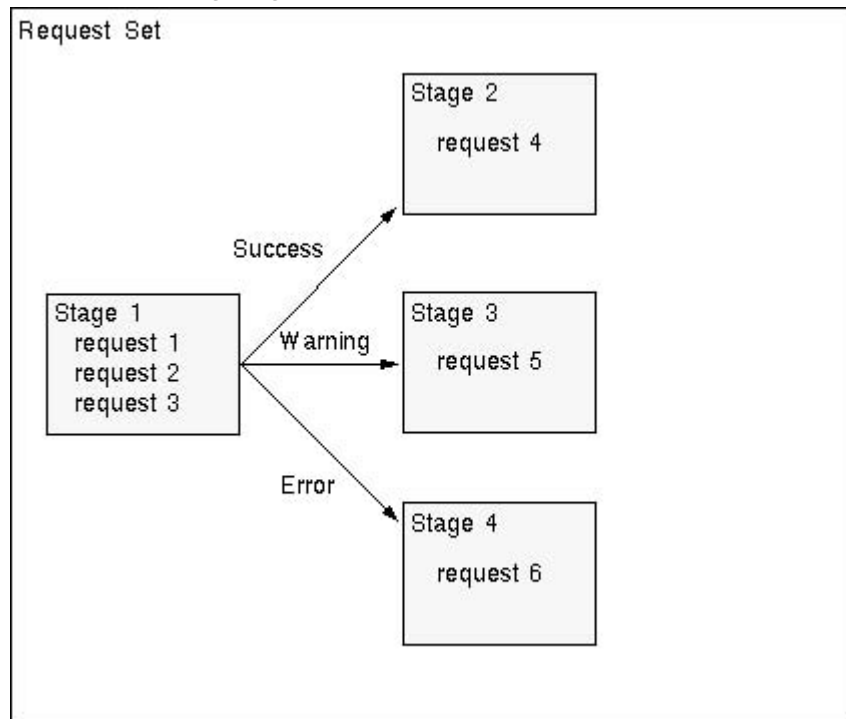 Request Set
Stage 2
request 4
Success
Stage 1
request 1
request 2
request 3
Warning
Stage 3
request 5
Error
Stage 4
request 6